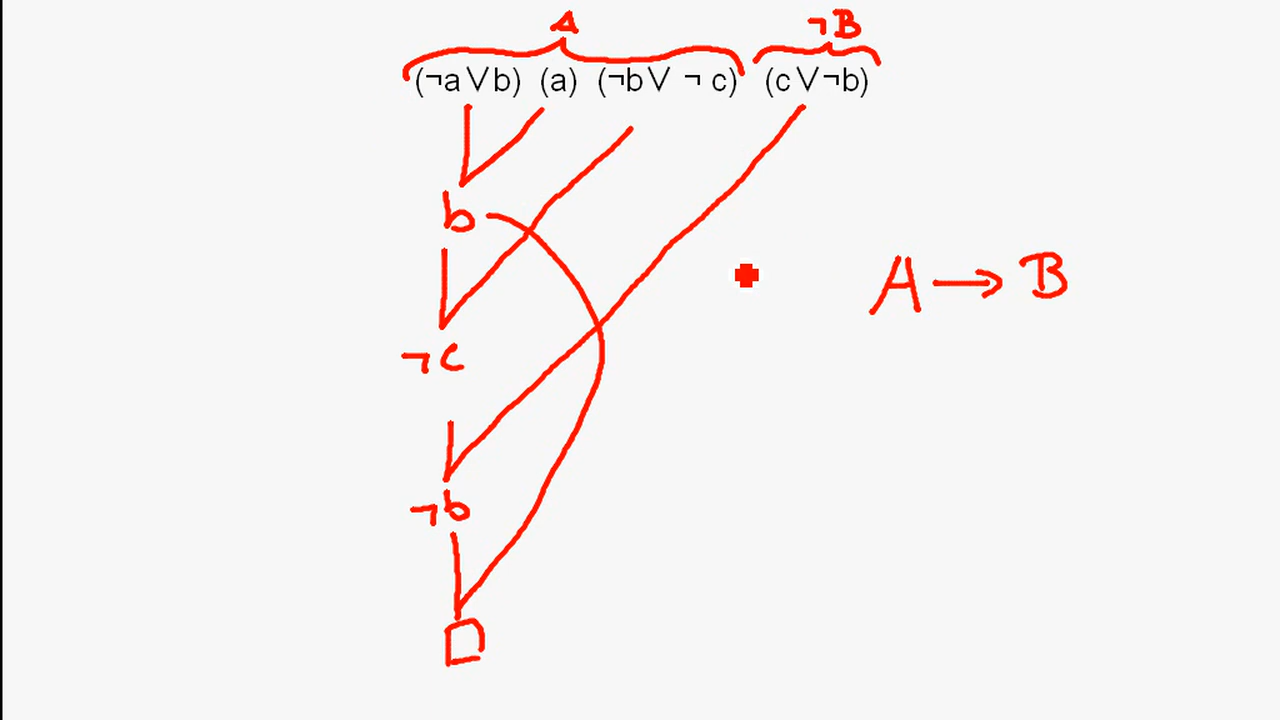 A ¬B
(¬a∨b) (a) (¬b∨ ¬ c) (c∨¬b)
b
A → B
¬c
¬b
□